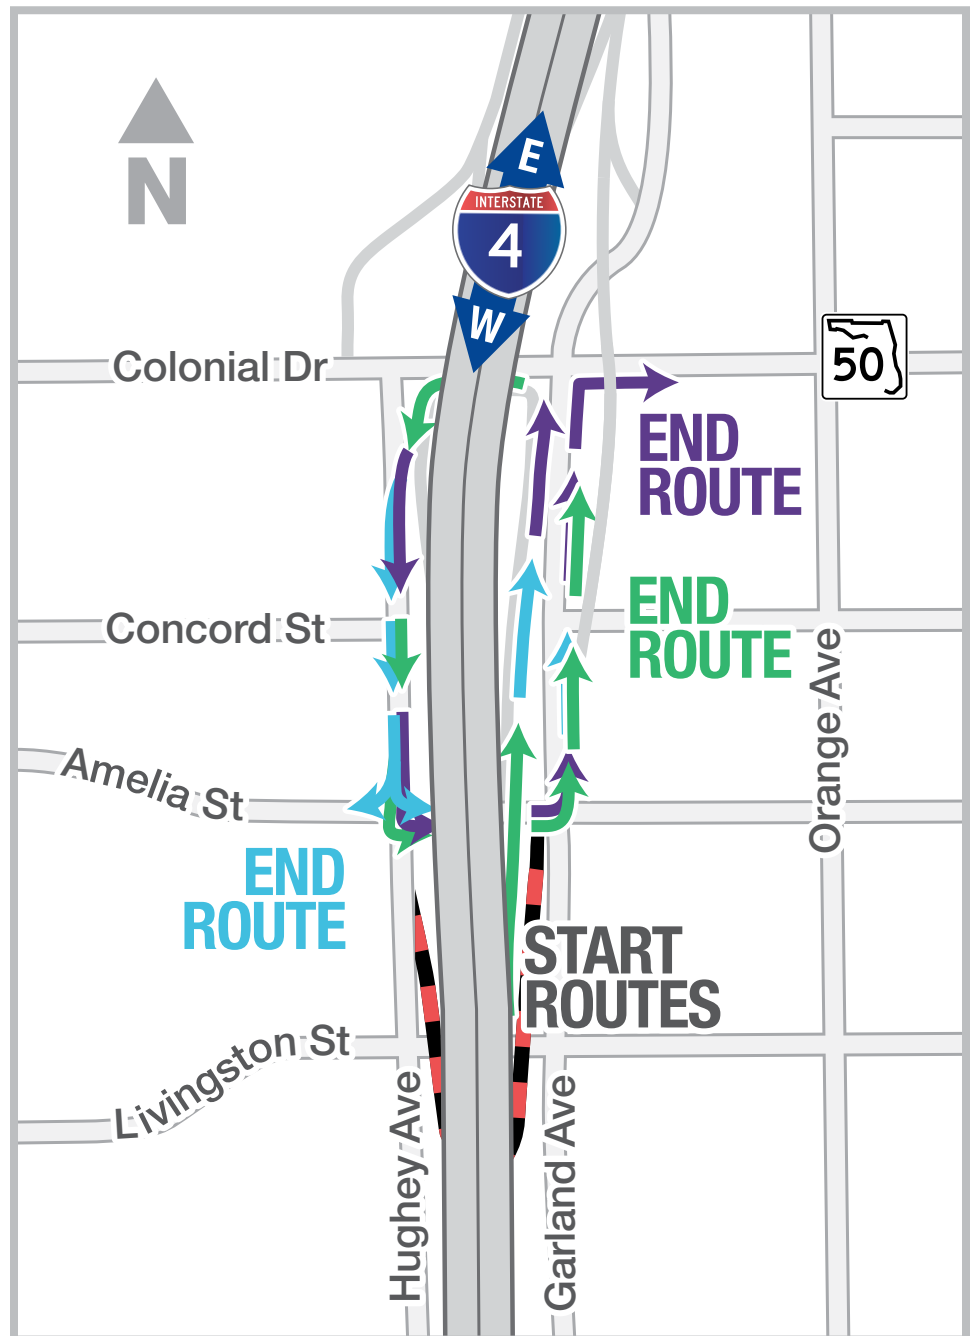 N
E
INTERSTATE
4
W
Colonial Dr
50
END
ROUTE
END
ROUTE
Concord St
Orange Ave
Amelia St
END
ROUTE
START
ROUTES
Livingston St
Hughey Ave
Garland Ave